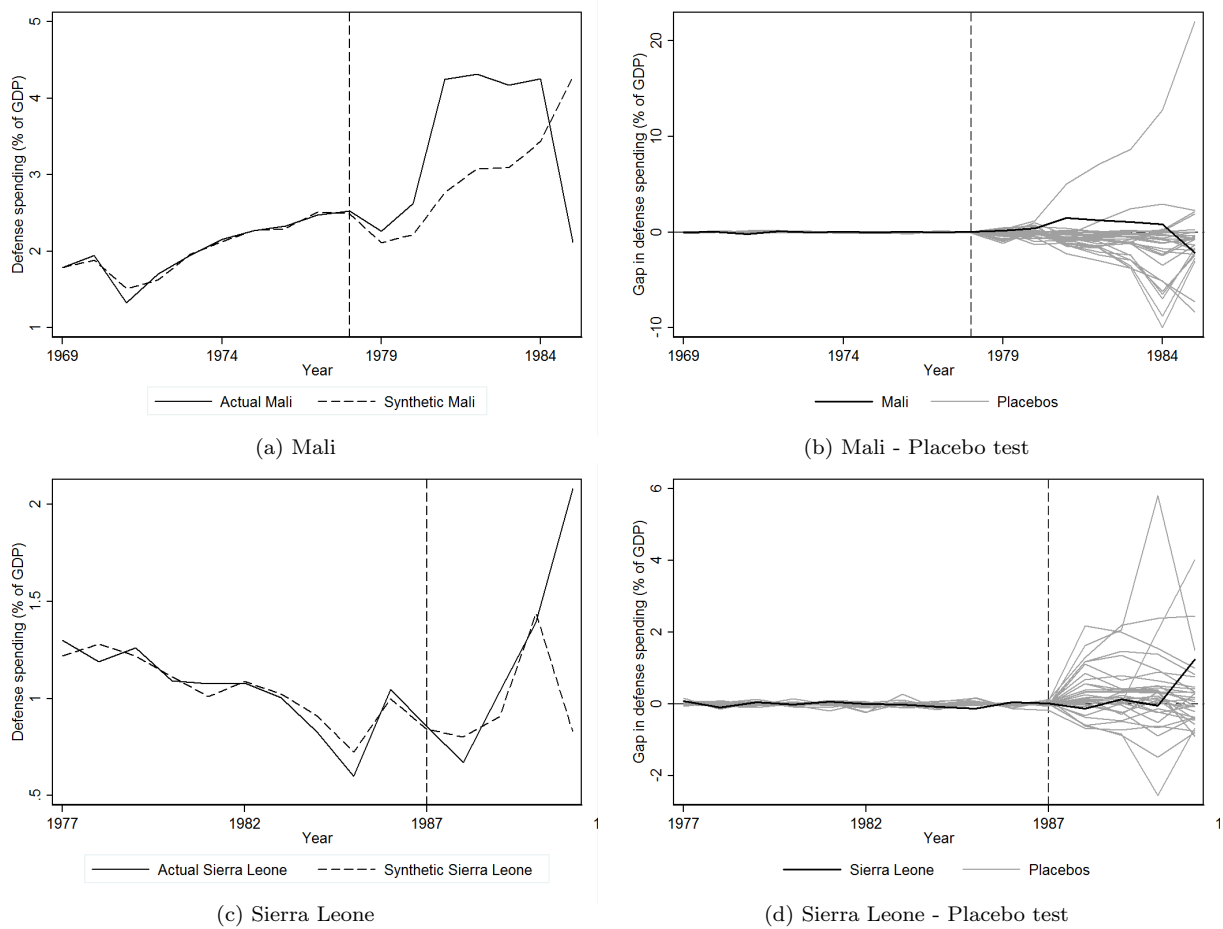 Defense spending (% of GDP)
5
4
3
2
1
1969 1974 1979 1984
Year
Actual Mali Synthetic Mali
(a) Mali
Gap in defense spending (% of GDP)
20
10
0
-10
1969 1974 1979 1984
Year
Mali Placebos
(b) Mali - Placebo test
Defense spending (% of GDP)
2
1.5
1
.5
1977 1982 1987 1
Year
Actual Sierra Leone Synthetic Sierra Leone
(c) Sierra Leone
Gap in defense spending (% of GDP)
6
4
2
0
-2
1977 1982 1987 1
Year
Sierra Leone Placebos
(d) Sierra Leone - Placebo test